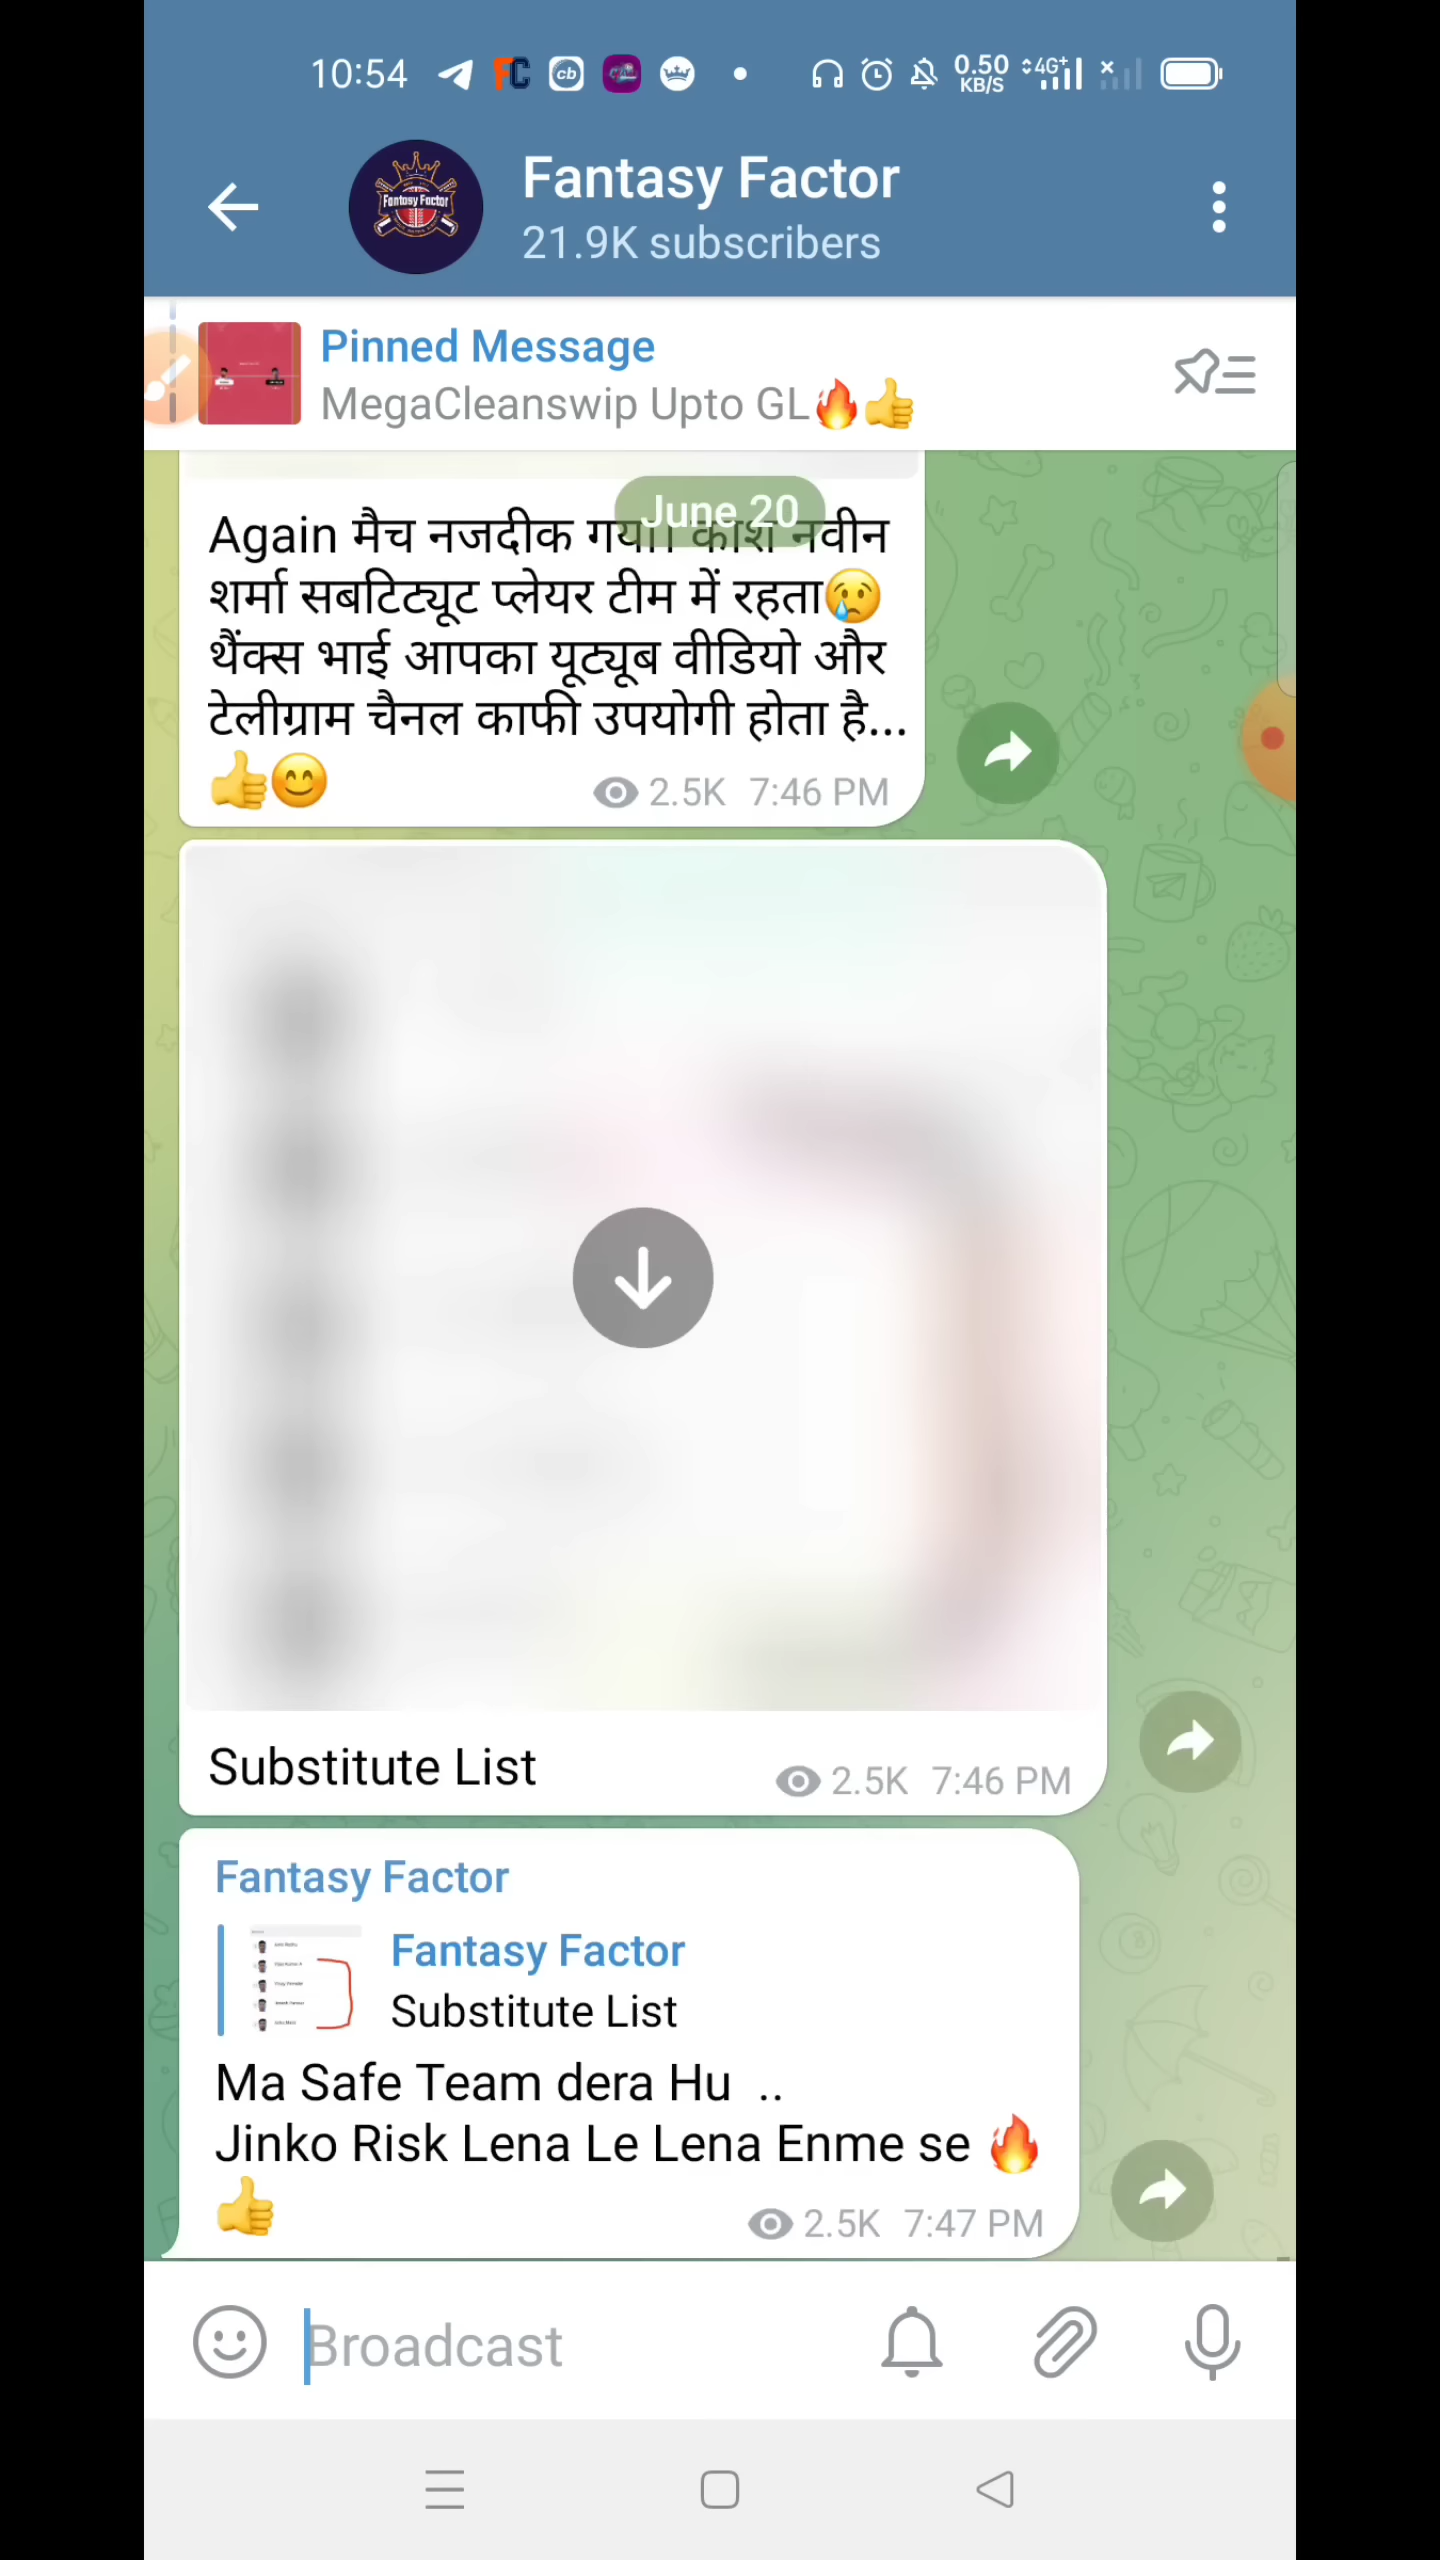 10:54
0.50
KB/S
4G+
Fantasy Factor
Fantasy Factor
21.9K subscribers
Pinned Message
MegaCleanswip Upto GL🔥👍
June 20
Again मैच नजदीक गया। काश नवीन
शर्मा सबटिट्यूट प्लेयर टीम में रहता😢
थैंक्स भाई आपका यूट्यूब वीडियो और
टेलीग्राम चैनल काफी उपयोगी होता है...
👍😊 2.5K 7:46 PM
Substitute List 2.5K 7:46 PM
Fantasy Factor
Fantasy Factor
Substitute List
Ma Safe Team dera Hu ..
Jinko Risk Lena Le Lena Enme se 🔥
👍 2.5K 7:47 PM
Broadcast